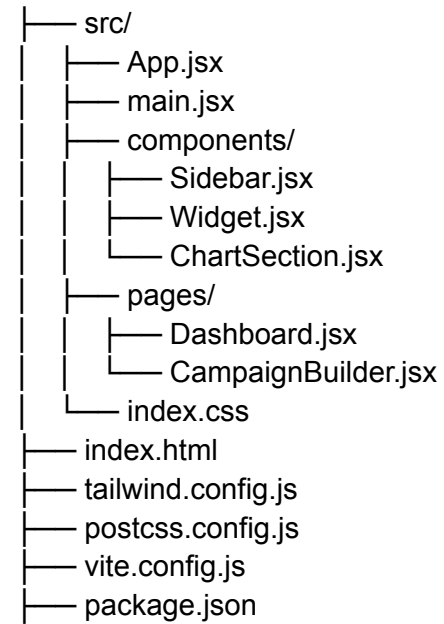 ├── src/
│   ├── App.jsx
│   ├── main.jsx
│   ├── components/
│   │   ├── Sidebar.jsx
│   │   ├── Widget.jsx
│   │   └── ChartSection.jsx
│   ├── pages/
│   │   ├── Dashboard.jsx
│   │   └── CampaignBuilder.jsx
│   └── index.css
├── index.html
├── tailwind.config.js
├── postcss.config.js
├── vite.config.js
├── package.json